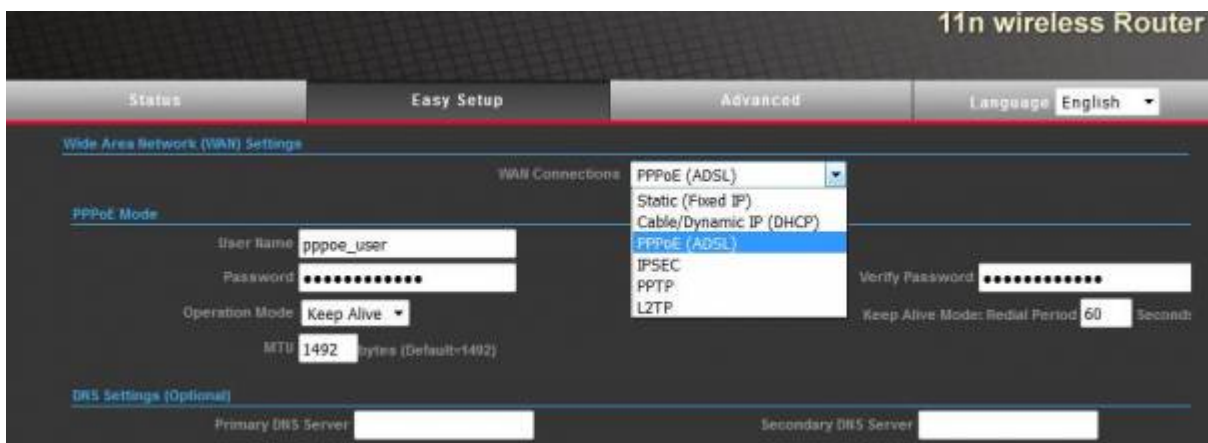 11n wireless Router
Status Easy Setup Advanced Language English
Wide Area Network (WAN) Settings
WAN Connections PPPoE (ADSL)
Static (Fixed IP)
Cable/Dynamic IP (DHCP)
PPPoE (ADSL)
IPSEC
PPTP
L2TP
PPPoE Mode
User Name pppoe_user
Password ●●●●●●●●●●●● Verify Password ●●●●●●●●●●●●
Operation Mode Keep Alive Keep Alive Mode: Redial Period 60 Seconds
MTU 1492 bytes (Default=1492)
DNS Settings (Optional)
Primary DNS Server Secondary DNS Server